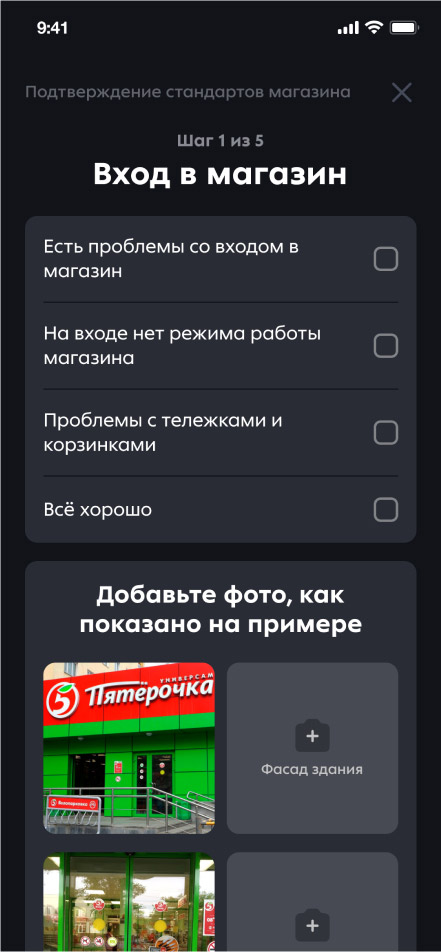 9:41
Подтверждение стандартов магазина
Шаг 1 из 5
Вход в магазин
Есть проблемы со входом в
магазин
На входе нет режима работы
магазина
Проблемы с тележками и
корзинками
Всё хорошо
Добавьте фото, как
показано на примере
УНИВЕРСАМ
5 Пятёрочка
Фасад здания